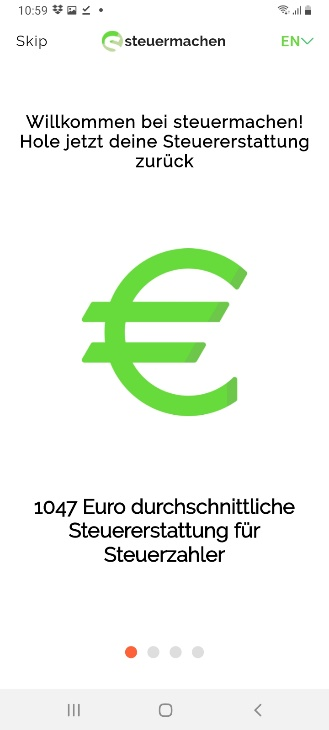 10:59
Skip
steuermachen
EN
Willkommen bei steuermachen!
Hole jetzt deine Steuererstattung
zurück
€
1047 Euro durchschnittliche
Steuererstattung für
Steuerzahler